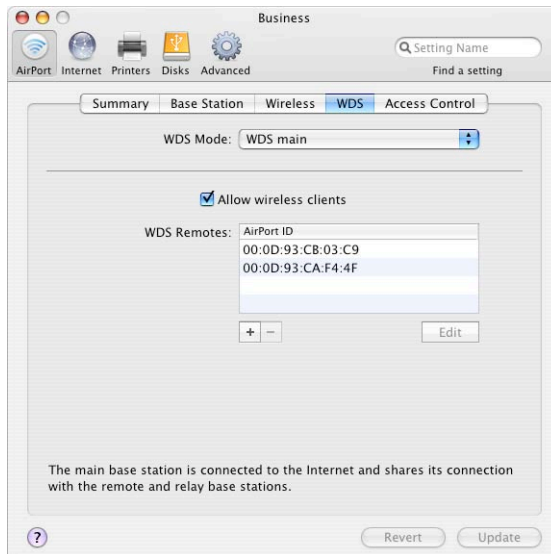 Business
Setting Name
AirPort Internet Printers Disks Advanced
Find a setting
Summary Base Station Wireless WDS Access Control
WDS Mode: WDS main
Allow wireless clients
WDS Remotes: AirPort ID
00:0D:93:CB:03:C9
00:0D:93:CA:F4:4F
+ − Edit
The main base station is connected to the Internet and shares its connection
with the remote and relay base stations.
? Revert Update